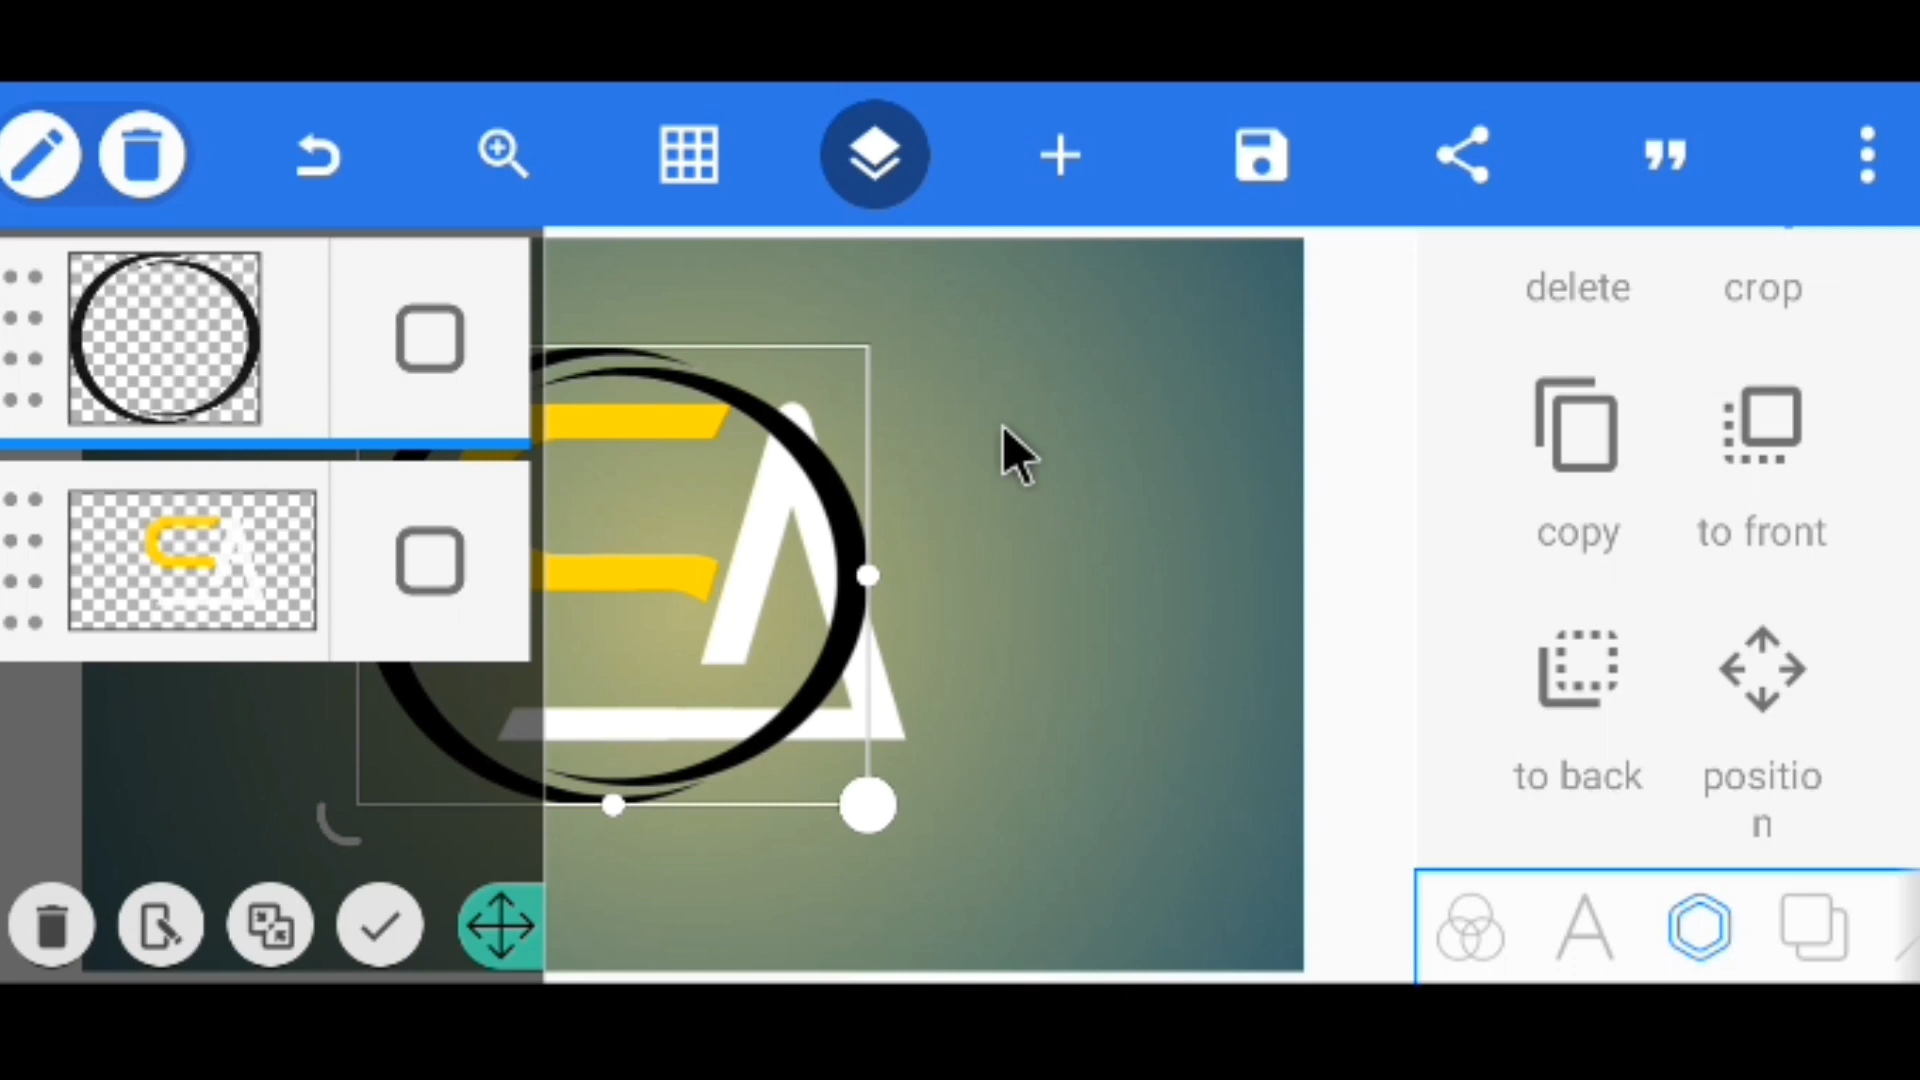 delete
crop
copy
to front
to back
positio
n